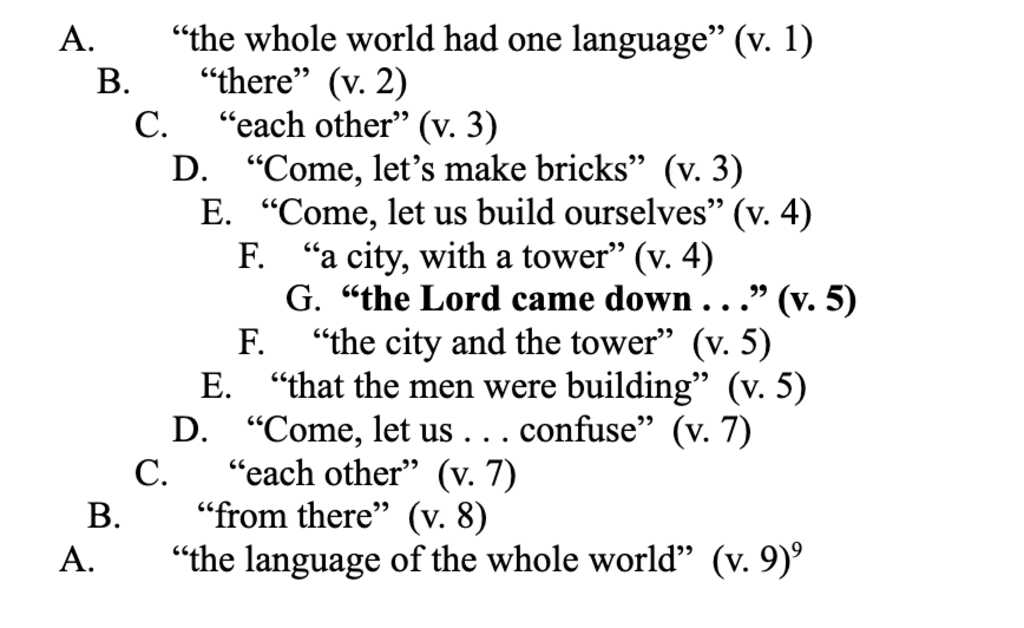 A. “the whole world had one language” (v. 1)
B. “there” (v. 2)
C. “each other” (v. 3)
D. “Come, let’s make bricks” (v. 3)
E. “Come, let us build ourselves” (v. 4)
F. “a city, with a tower” (v. 4)
G. “the Lord came down . . .” (v. 5)
F. “the city and the tower” (v. 5)
E. “that the men were building” (v. 5)
D. “Come, let us . . . confuse” (v. 7)
C. “each other” (v. 7)
B. “from there” (v. 8)
A. “the language of the whole world” (v. 9)⁹